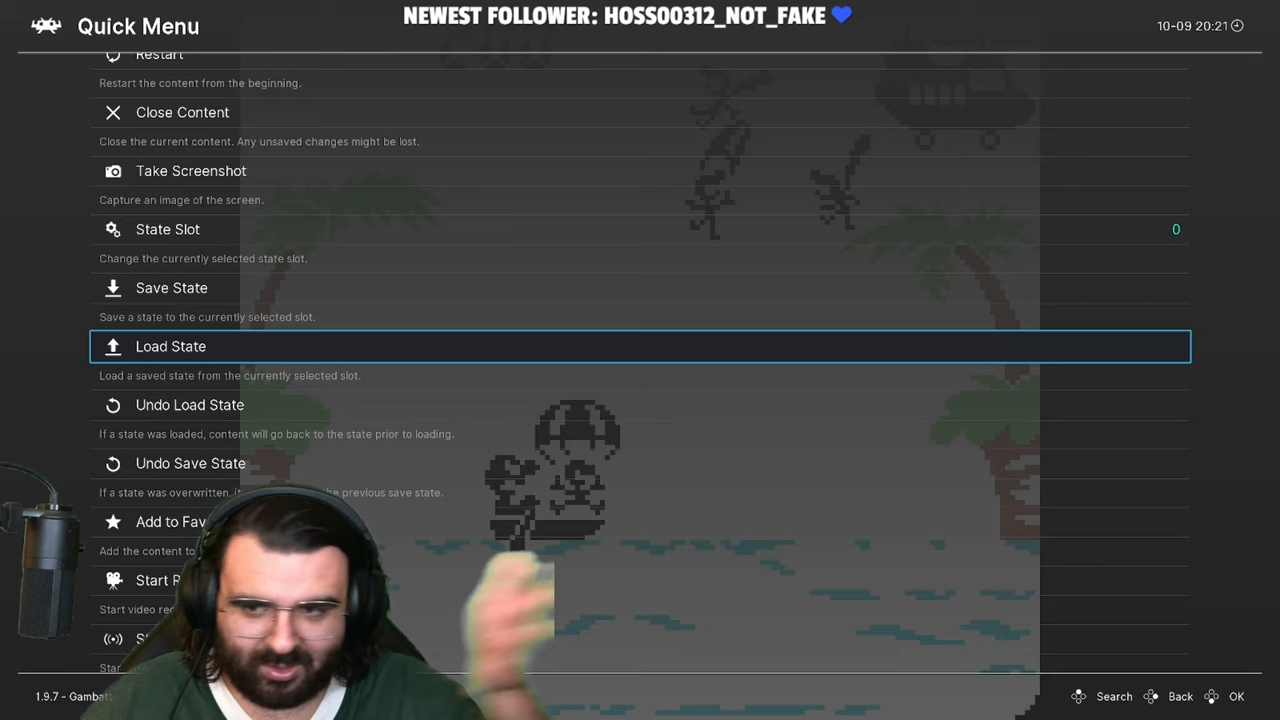 NEWEST FOLLOWER: HOSS00312_NOT_FAKE
Quick Menu
10-09 20:21
Restart
Restart the content from the beginning.
Close Content
Close the current content. Any unsaved changes might be lost.
Take Screenshot
Capture an image of the screen.
State Slot
0
Change the currently selected state slot.
Save State
Save a state to the currently selected slot.
Load State
Load a saved state from the currently selected slot.
Undo Load State
If a state was loaded, content will go back to the state prior to loading.
Undo Save State
If a state was overwritten, the previous save state.
Add to Fav
Add the content to
Start R
Start video rec
Star
1.9.7 - Gambat
Search
Back
OK